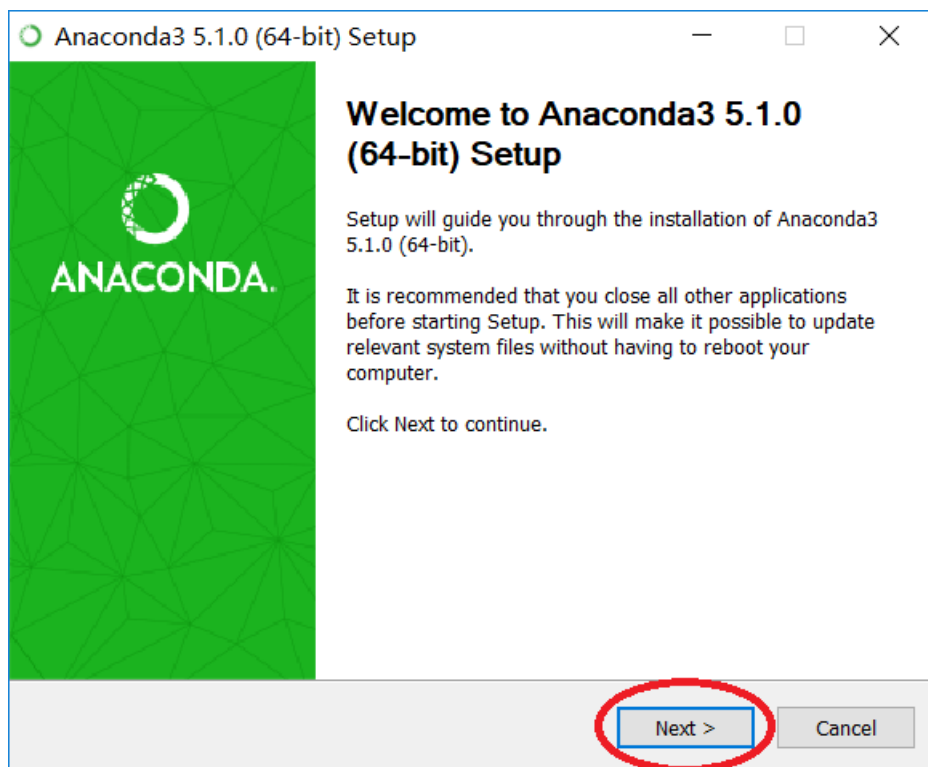 Anaconda3 5.1.0 (64-bit) Setup
ANACONDA.
Welcome to Anaconda3 5.1.0
(64-bit) Setup
Setup will guide you through the installation of Anaconda3
5.1.0 (64-bit).
It is recommended that you close all other applications
before starting Setup. This will make it possible to update
relevant system files without having to reboot your
computer.
Click Next to continue.
Next >
Cancel